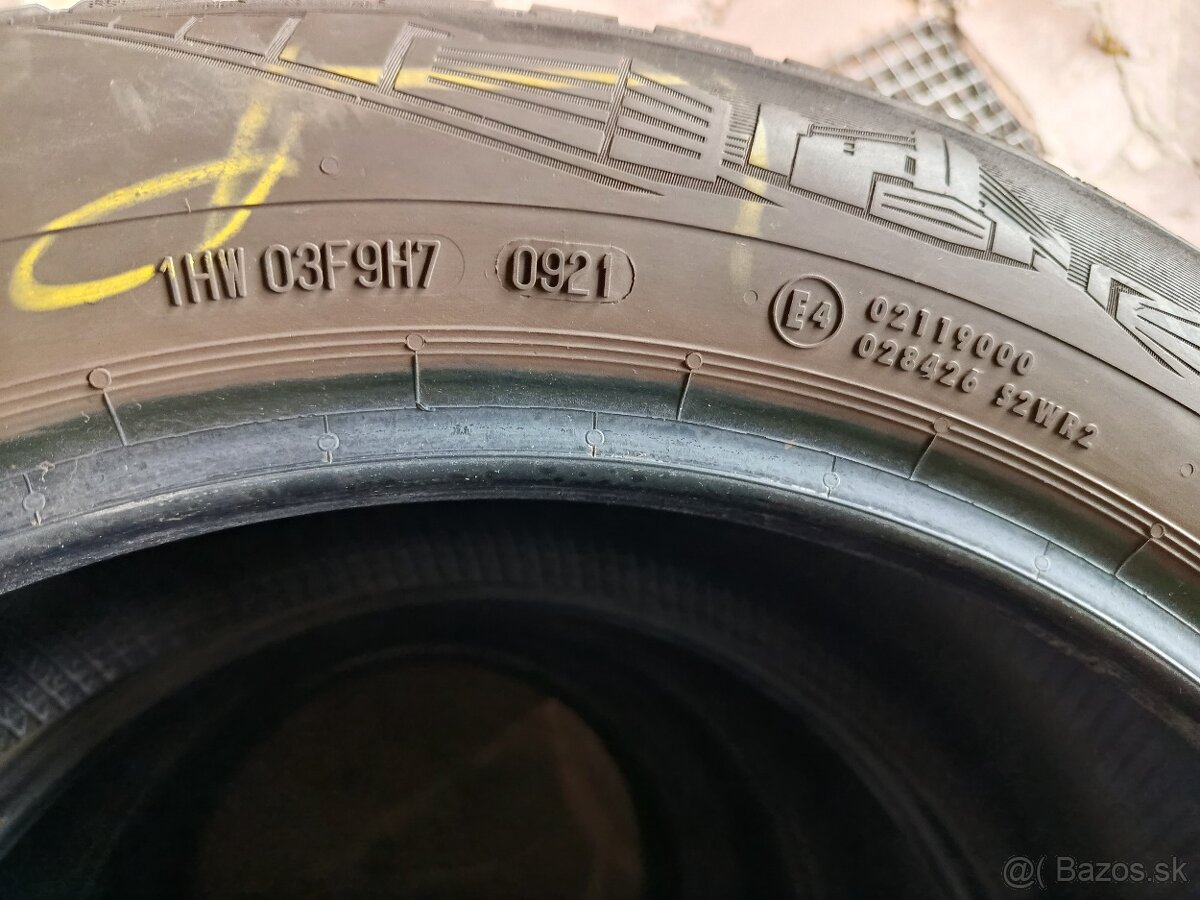 1HW 03F9H7 0921
E4 02119000
028426 S2WR2
@( Bazos.sk